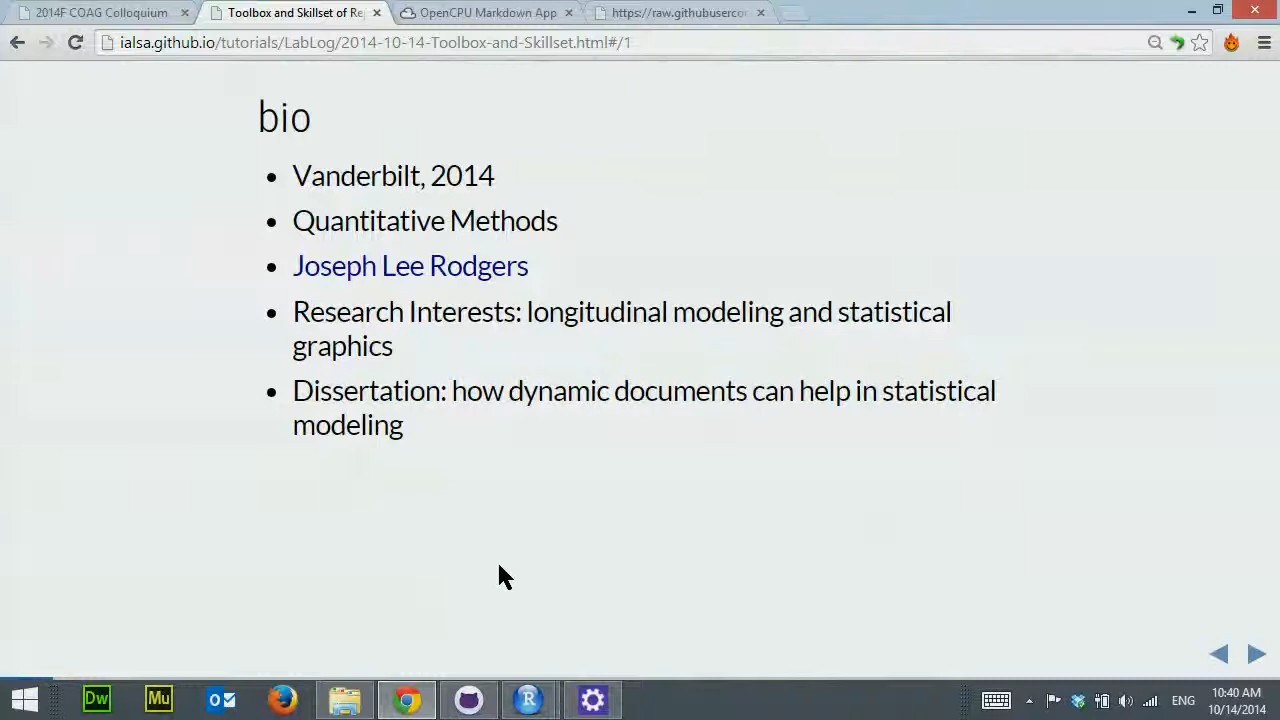 2014F COAG Colloquium
Toolbox and Skillset of Re
OpenCPU Markdown App
https://raw.githubuserco
ialsa.github.io/tutorials/LabLog/2014-10-14-Toolbox-and-Skillset.html#/1
bio
• Vanderbilt, 2014
• Quantitative Methods
• Joseph Lee Rodgers
• Research Interests: longitudinal modeling and statistical
graphics
• Dissertation: how dynamic documents can help in statistical
modeling
Dw
Mu
R
ENG
10:40 AM
10/14/2014